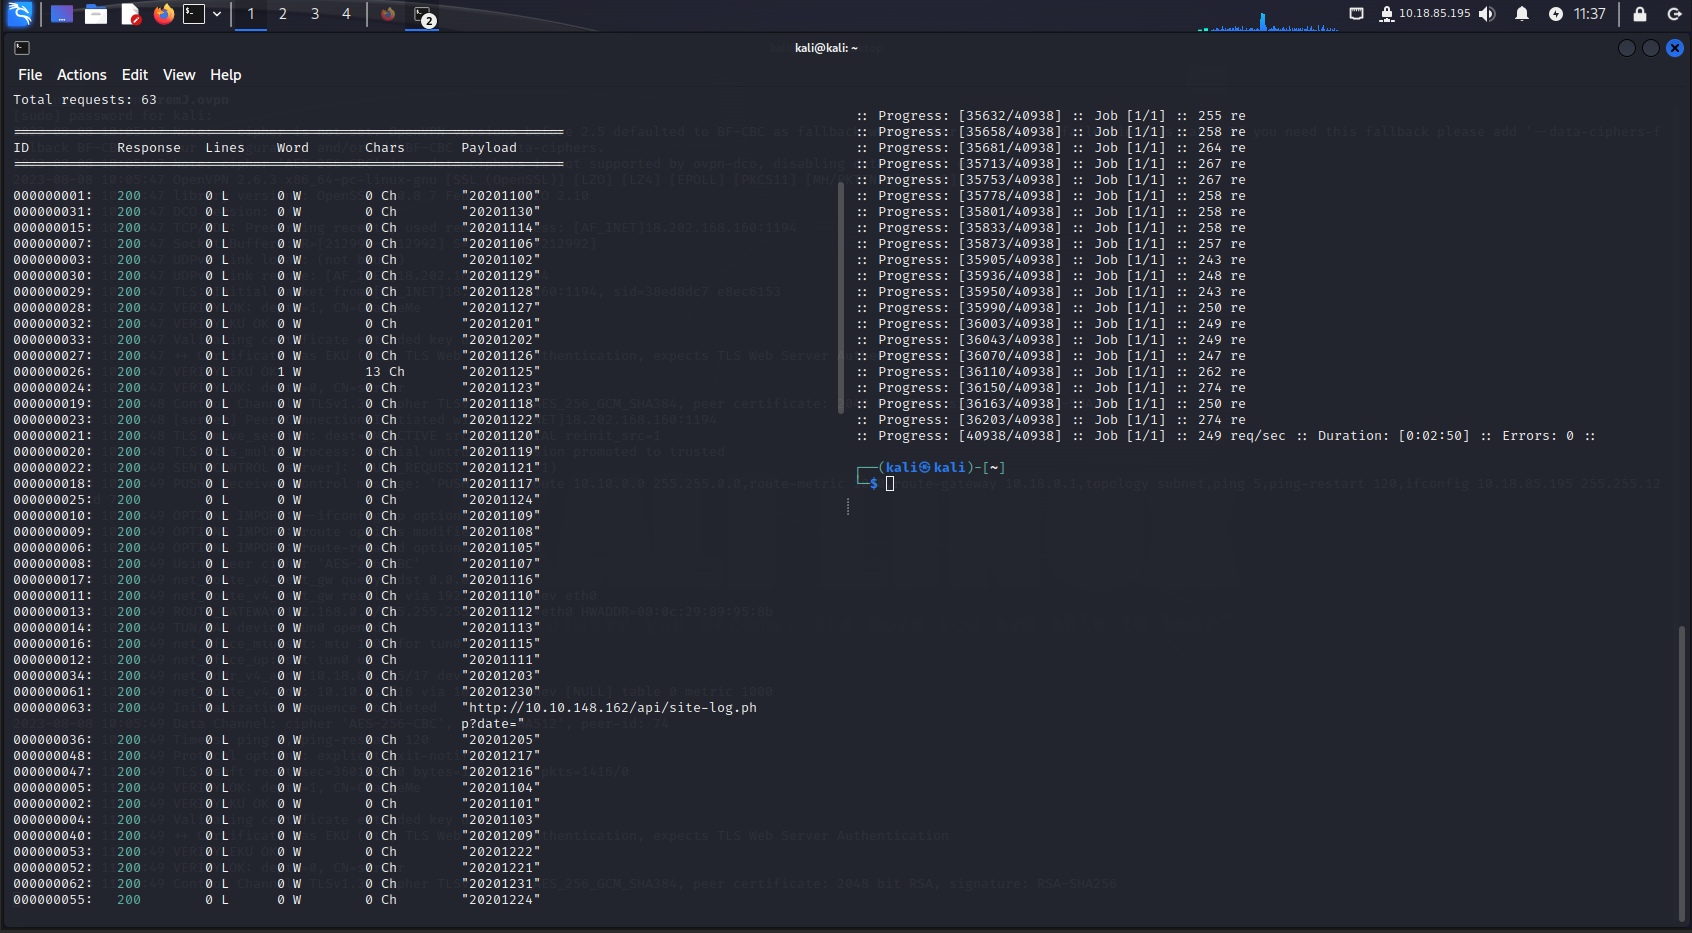 1 2 3 4
2
10.18.85.195
11:37
kali@kali: ~
File Actions Edit View Help
Total requests: 63
ID Response Lines Word Chars Payload
000000001: 200 0 L 0 W 0 Ch "20201100"
000000031: 200 0 L 0 W 0 Ch "20201130"
000000015: 200 0 L 0 W 0 Ch "20201114"
000000007: 200 0 L 0 W 0 Ch "20201106"
000000003: 200 0 L 0 W 0 Ch "20201102"
000000030: 200 0 L 0 W 0 Ch "20201129"
000000029: 200 0 L 0 W 0 Ch "20201128"
000000028: 200 0 L 0 W 0 Ch "20201127"
000000032: 200 0 L 0 W 0 Ch "20201201"
000000033: 200 0 L 0 W 0 Ch "20201202"
000000027: 200 0 L 0 W 0 Ch "20201126"
000000026: 200 0 L 1 W 13 Ch "20201125"
000000024: 200 0 L 0 W 0 Ch "20201123"
000000019: 200 0 L 0 W 0 Ch "20201118"
000000023: 200 0 L 0 W 0 Ch "20201122"
000000021: 200 0 L 0 W 0 Ch "20201120"
000000020: 200 0 L 0 W 0 Ch "20201119"
000000022: 200 0 L 0 W 0 Ch "20201121"
000000018: 200 0 L 0 W 0 Ch "20201117"
000000025: 200 0 L 0 W 0 Ch "20201124"
000000010: 200 0 L 0 W 0 Ch "20201109"
000000009: 200 0 L 0 W 0 Ch "20201108"
000000006: 200 0 L 0 W 0 Ch "20201105"
000000008: 200 0 L 0 W 0 Ch "20201107"
000000017: 200 0 L 0 W 0 Ch "20201116"
000000011: 200 0 L 0 W 0 Ch "20201110"
000000013: 200 0 L 0 W 0 Ch "20201112"
000000014: 200 0 L 0 W 0 Ch "20201113"
000000016: 200 0 L 0 W 0 Ch "20201115"
000000012: 200 0 L 0 W 0 Ch "20201111"
000000034: 200 0 L 0 W 0 Ch "20201203"
000000061: 200 0 L 0 W 0 Ch "20201230"
000000063: 200 0 L 0 W 0 Ch "http://10.10.148.162/api/site-log.ph
p?date="
000000036: 200 0 L 0 W 0 Ch "20201205"
000000048: 200 0 L 0 W 0 Ch "20201217"
000000047: 200 0 L 0 W 0 Ch "20201216"
000000005: 200 0 L 0 W 0 Ch "20201104"
000000002: 200 0 L 0 W 0 Ch "20201101"
000000004: 200 0 L 0 W 0 Ch "20201103"
000000040: 200 0 L 0 W 0 Ch "20201209"
000000053: 200 0 L 0 W 0 Ch "20201222"
000000052: 200 0 L 0 W 0 Ch "20201221"
000000062: 200 0 L 0 W 0 Ch "20201231"
000000055: 200 0 L 0 W 0 Ch "20201224"
:: Progress: [35632/40938] :: Job [1/1] :: 255 re
:: Progress: [35658/40938] :: Job [1/1] :: 258 re
:: Progress: [35681/40938] :: Job [1/1] :: 264 re
:: Progress: [35713/40938] :: Job [1/1] :: 267 re
:: Progress: [35753/40938] :: Job [1/1] :: 267 re
:: Progress: [35778/40938] :: Job [1/1] :: 258 re
:: Progress: [35801/40938] :: Job [1/1] :: 258 re
:: Progress: [35833/40938] :: Job [1/1] :: 258 re
:: Progress: [35873/40938] :: Job [1/1] :: 257 re
:: Progress: [35905/40938] :: Job [1/1] :: 243 re
:: Progress: [35936/40938] :: Job [1/1] :: 248 re
:: Progress: [35950/40938] :: Job [1/1] :: 243 re
:: Progress: [35990/40938] :: Job [1/1] :: 250 re
:: Progress: [36003/40938] :: Job [1/1] :: 249 re
:: Progress: [36043/40938] :: Job [1/1] :: 249 re
:: Progress: [36070/40938] :: Job [1/1] :: 247 re
:: Progress: [36110/40938] :: Job [1/1] :: 262 re
:: Progress: [36150/40938] :: Job [1/1] :: 274 re
:: Progress: [36163/40938] :: Job [1/1] :: 250 re
:: Progress: [36203/40938] :: Job [1/1] :: 274 re
:: Progress: [40938/40938] :: Job [1/1] :: 249 req/sec :: Duration: [0:02:50] :: Errors: 0 ::
┌──(kali㉿kali)-[~]
└─$